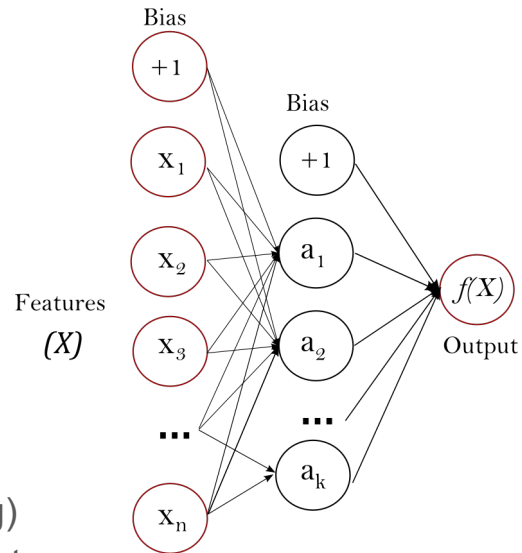 Bias
+1
Bias
x1
+1
x2
a1
f(X)
Features
(X)
x3
a2
Output
...
...
ak
xn
g)